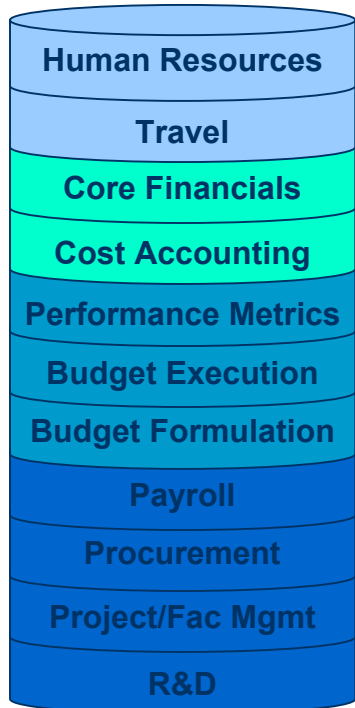 Human Resources
Travel
Core Financials
Cost Accounting
Performance Metrics
Budget Execution
Budget Formulation
Payroll
Procurement
Project/Fac Mgmt
R&D